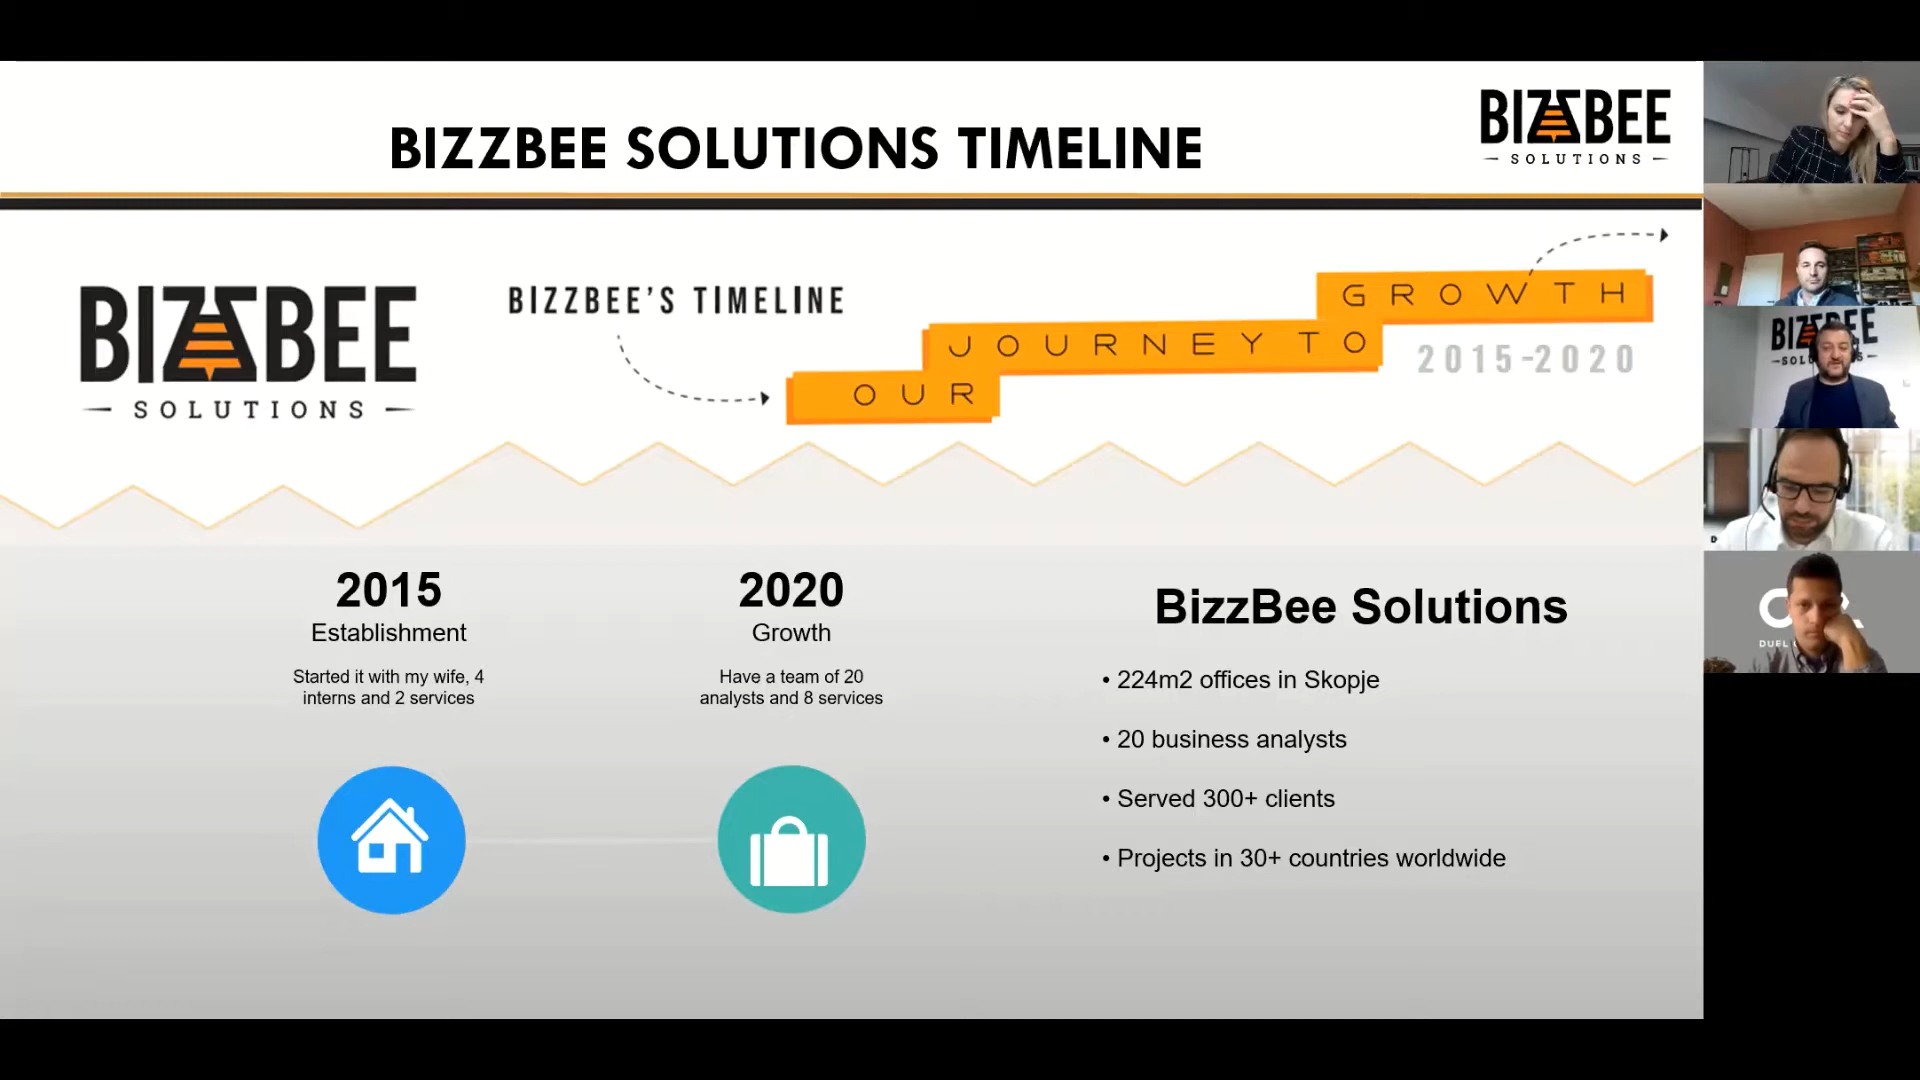 BIZZBEE SOLUTIONS TIMELINE
BIZZBEE
SOLUTIONS
BIZZBEE
SOLUTIONS
BIZZBEE'S TIMELINE
OUR
JOURNEY TO
GROWTH
2015-2020
2015
Establishment
Started it with my wife, 4
interns and 2 services
2020
Growth
Have a team of 20
analysts and 8 services
BizzBee Solutions
• 224m2 offices in Skopje
• 20 business analysts
• Served 300+ clients
• Projects in 30+ countries worldwide
DUEL